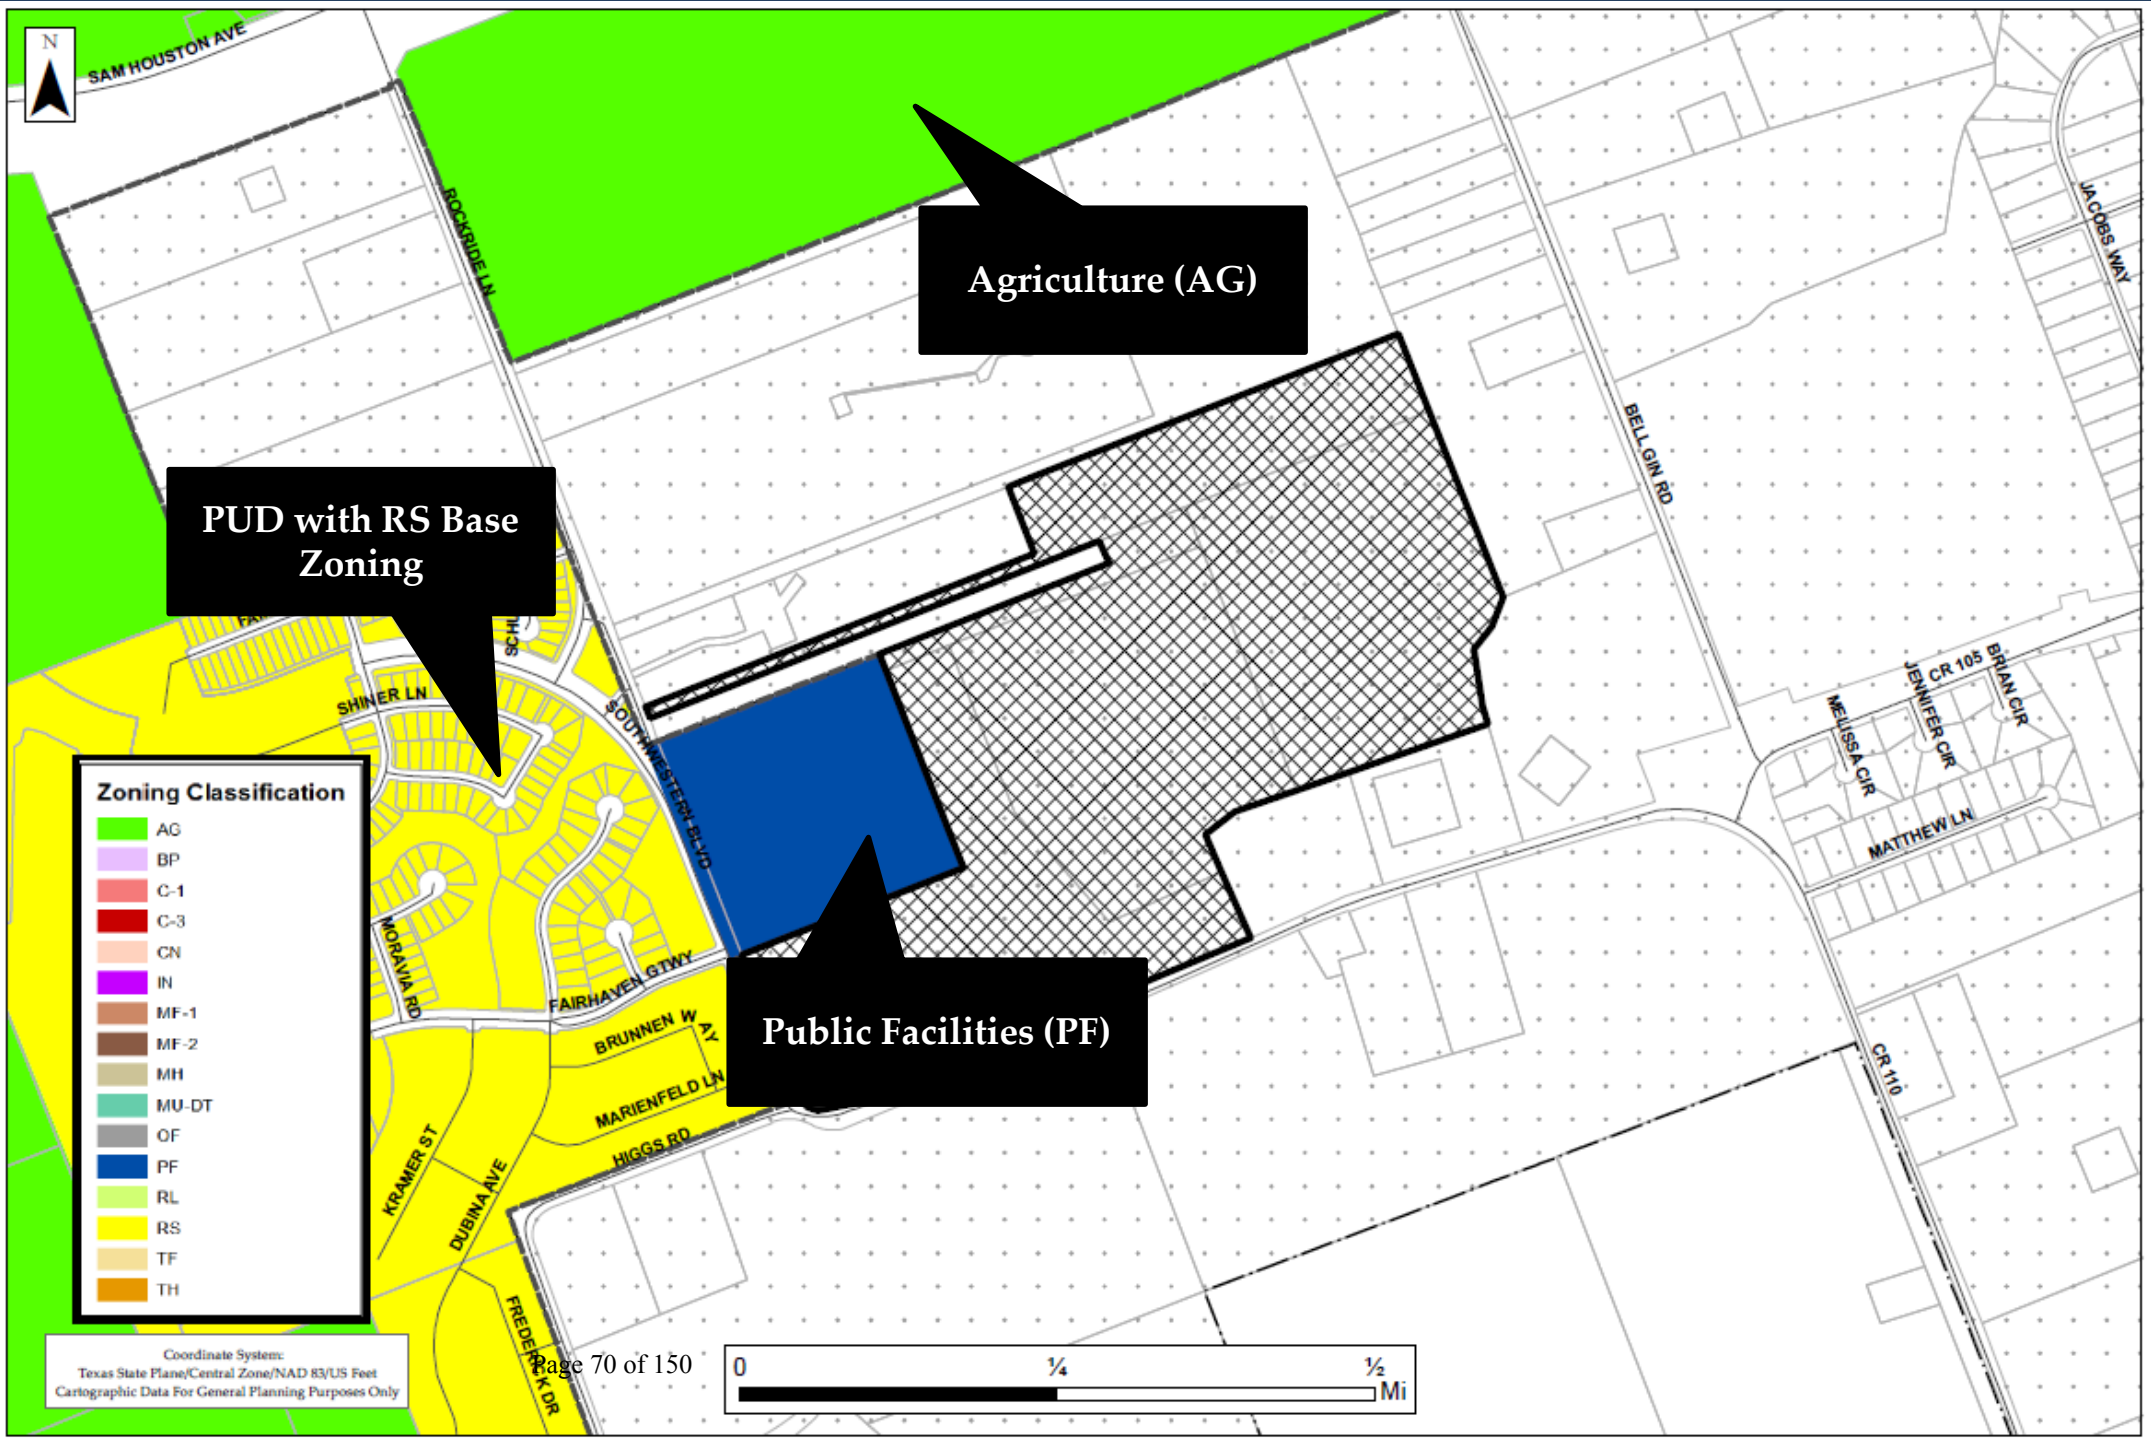 N
SAM HOUSTON AVE
ROCKRIDE LN
JACOBS WAY
Agriculture (AG)
BELL GIN RD
PUD with RS Base
Zoning
SHINER LN
SOUTHWESTERN BLVD
CR 105
BRIAN CIR
JENNIFER CIR
MELISSA CIR
MATTHEW LN
Zoning Classification
AG
BP
C-1
C-3
CN
IN
MF-1
MF-2
MH
MU-DT
OF
PF
RL
RS
TF
TH
MORAVIA RD
FAIRHAVEN GTWY
BRUNNEN WAY
Public Facilities (PF)
MARIENFELD LN
HIGGS RD
KRAMER ST
DUBINA AVE
CR 110
FREDERICK DR
Coordinate System:
Texas State Plane/Central Zone/NAD 83/US Feet
Cartographic Data For General Planning Purposes Only
Page 70 of 150
0 ¼ ½
Mi